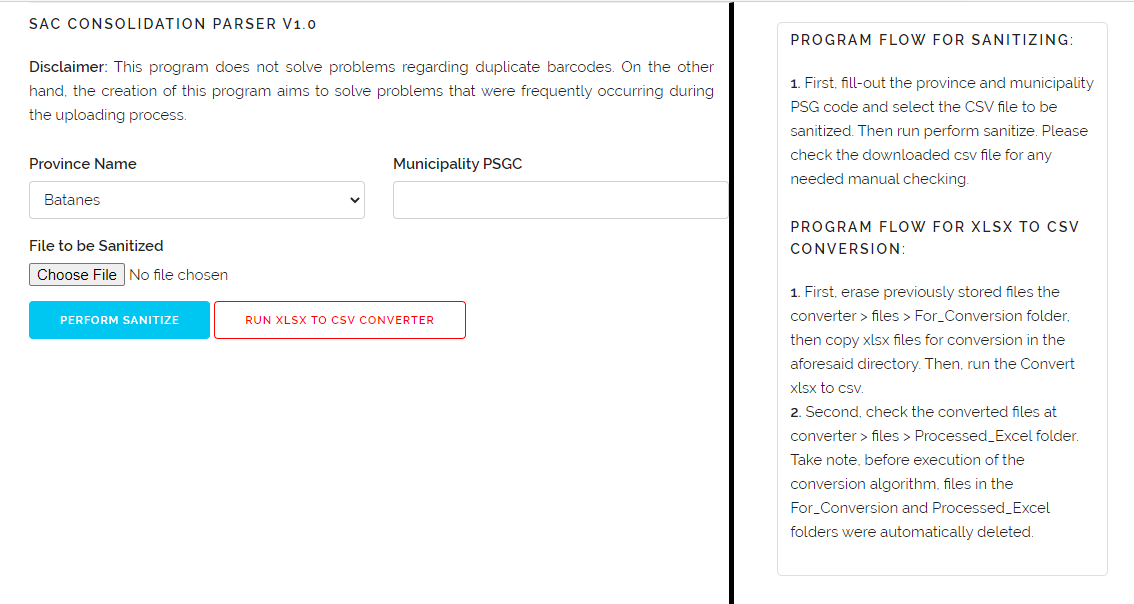 SAC CONSOLIDATION PARSER V1.0
Disclaimer: This program does not solve problems regarding duplicate barcodes. On the other
hand, the creation of this program aims to solve problems that were frequently occurring during
the uploading process.
Province Name
Municipality PSGC
Batanes
File to be Sanitized
Choose File No file chosen
PERFORM SANITIZE
RUN XLSX TO CSV CONVERTER
PROGRAM FLOW FOR SANITIZING:
1. First, fill-out the province and municipality
PSG code and select the CSV file to be
sanitized. Then run perform sanitize. Please
check the downloaded csv file for any
needed manual checking.
PROGRAM FLOW FOR XLSX TO CSV
CONVERSION:
1. First, erase previously stored files the
converter > files > For_Conversion folder,
then copy xlsx files for conversion in the
aforesaid directory. Then, run the Convert
xlsx to csv.
2. Second, check the converted files at
converter > files > Processed_Excel folder.
Take note, before execution of the
conversion algorithm, files in the
For_Conversion and Processed_Excel
folders were automatically deleted.